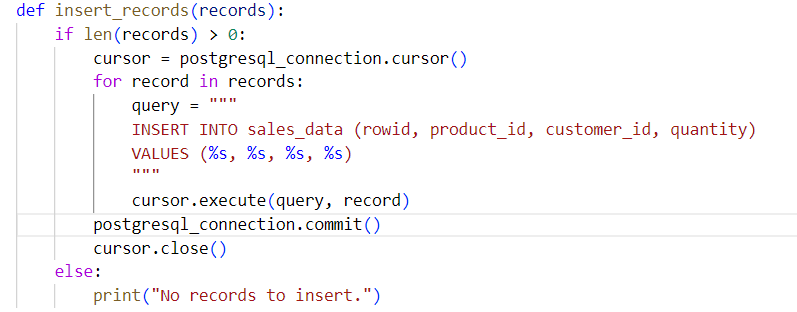 def insert_records(records):
    if len(records) > 0:
        cursor = postgresql_connection.cursor()
        for record in records:
            query = """
            INSERT INTO sales_data (rowid, product_id, customer_id, quantity)
            VALUES (%s, %s, %s, %s)
            """
            cursor.execute(query, record)
        postgresql_connection.commit()
        cursor.close()
    else:
        print("No records to insert.")